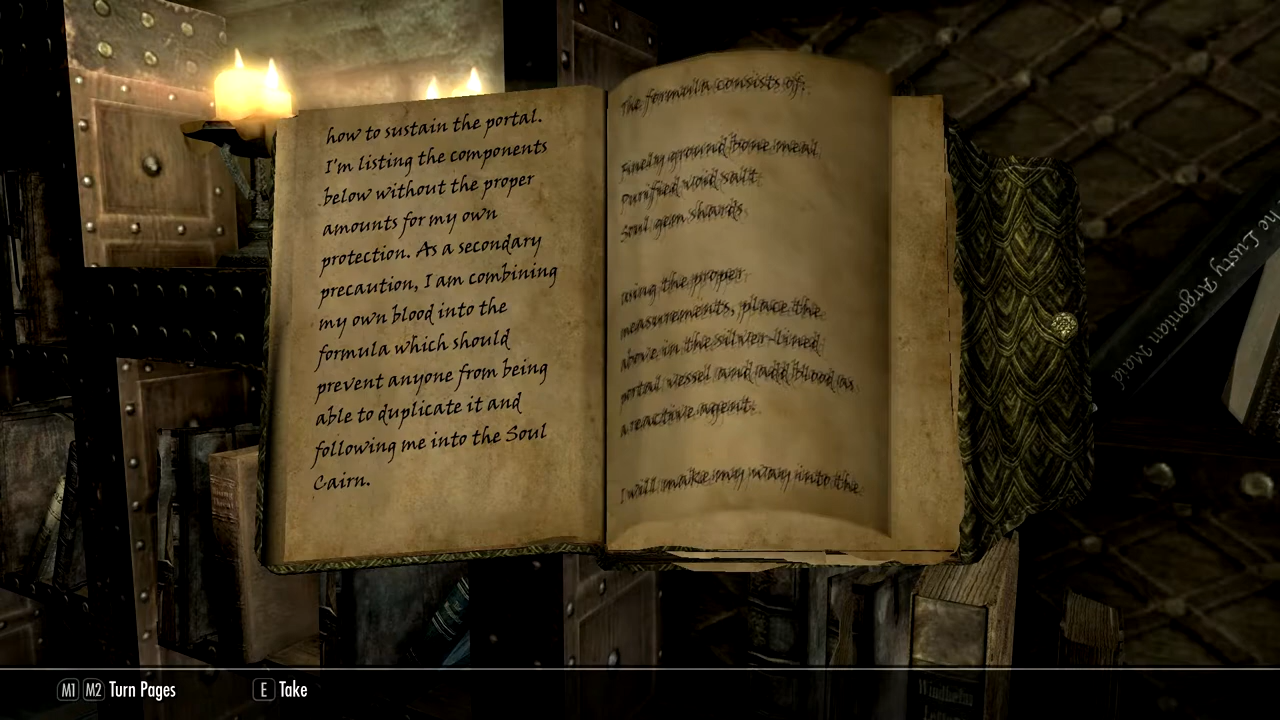 how to sustain the portal.
I'm listing the components
below without the proper
amounts for my own
protection. As a secondary
precaution, I am combining
my own blood into the
formula which should
prevent anyone from being
able to duplicate it and
following me into the Soul
Cairn.
The formula consists of:
Finely ground bone meal
Purified void salt
Soul gem shards
Using the proper
measurements, place the
above in the silver-lined
portal vessel and add blood as
a reactive agent.
I will make my way into the
The Lusty Argonian Maid
Windhelm
M1 M2 Turn Pages
E Take